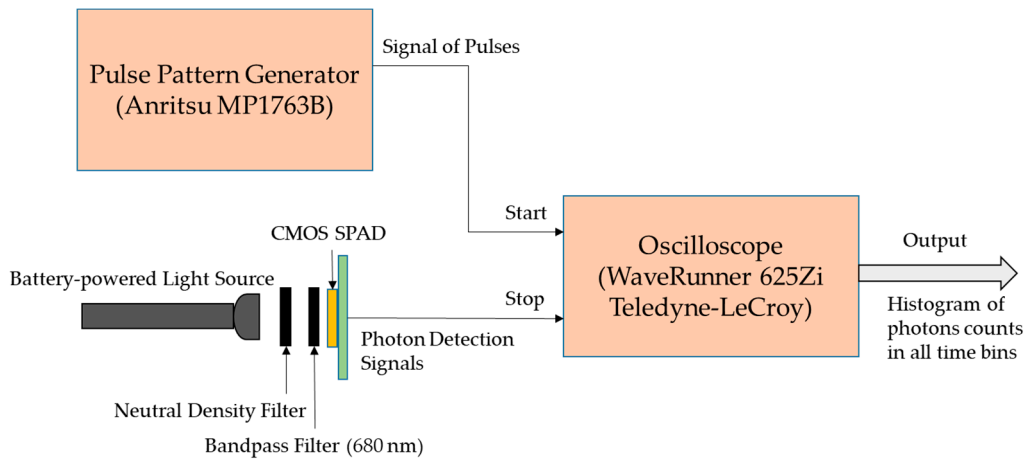 Signal of Pulses
Pulse Pattern Generator
(Anritsu MP1763B)
Start
CMOS SPAD
Oscilloscope
(WaveRunner 625Zi
Teledyne-LeCroy)
Output
Battery-powered Light Source
Stop
Histogram of
photons counts
in all time bins
Photon Detection
Signals
Neutral Density Filter
Bandpass Filter (680 nm)